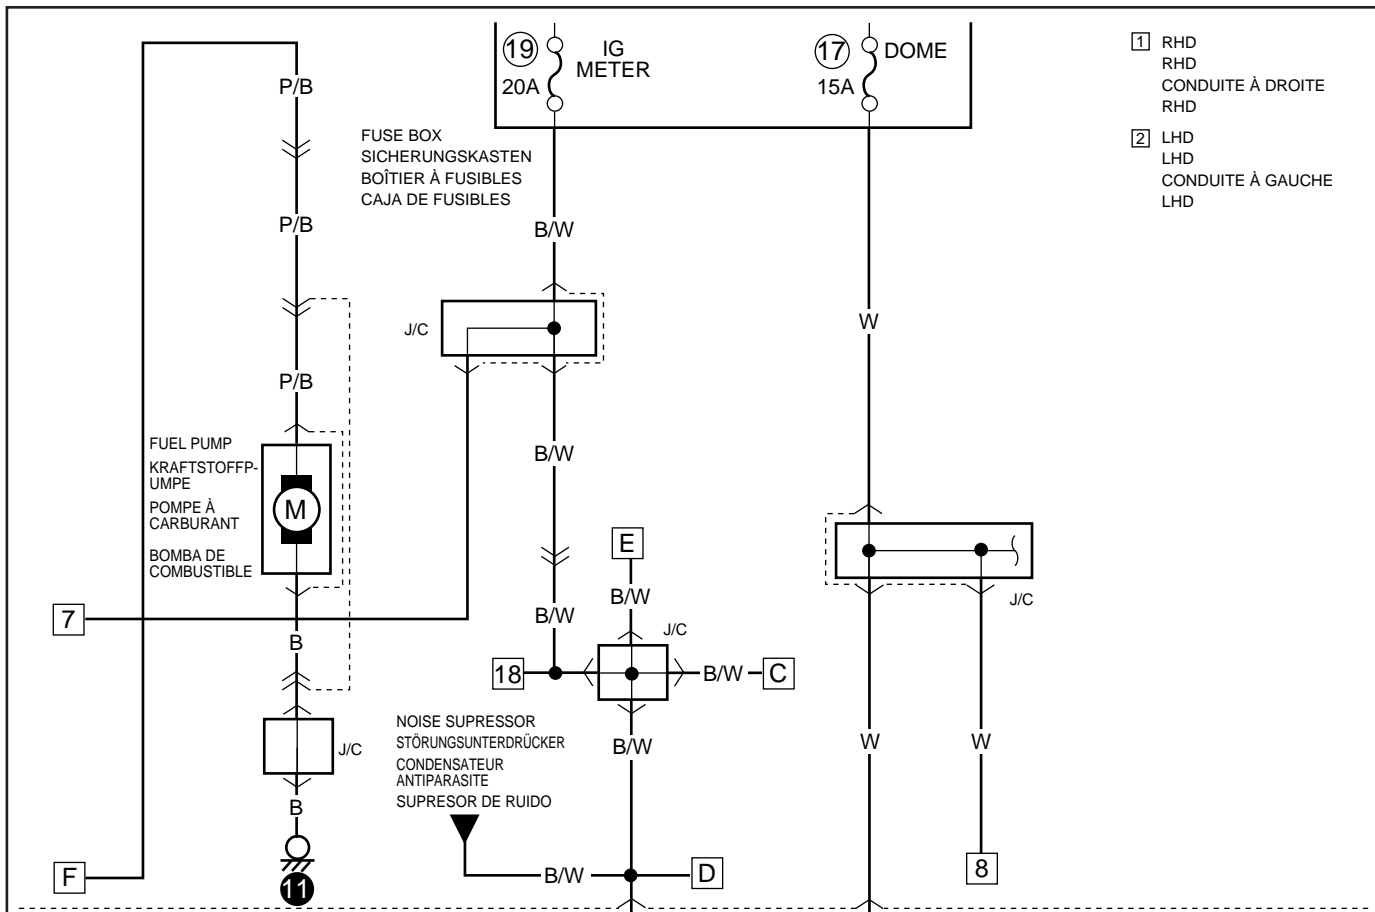 19
IG
METER
20A
17
DOME
15A
1 RHD
RHD
CONDUITE À DROITE
RHD
2 LHD
LHD
CONDUITE À GAUCHE
LHD
P/B
FUSE BOX
SICHERUNGSKASTEN
BOÎTIER À FUSIBLES
CAJA DE FUSIBLES
P/B
B/W
J/C
W
P/B
FUEL PUMP
KRAFTSTOFFP-
UMPE
POMPE À
CARBURANT
BOMBA DE
COMBUSTIBLE
M
B/W
E
B/W
B/W
J/C
J/C
7
B
18
B/W
C
NOISE SUPRESSOR
STÖRUNGSUNTERDRÜCKER
CONDENSATEUR
ANTIPARASITE
SUPRESOR DE RUIDO
J/C
B/W
W
W
B
F
11
B/W
D
8